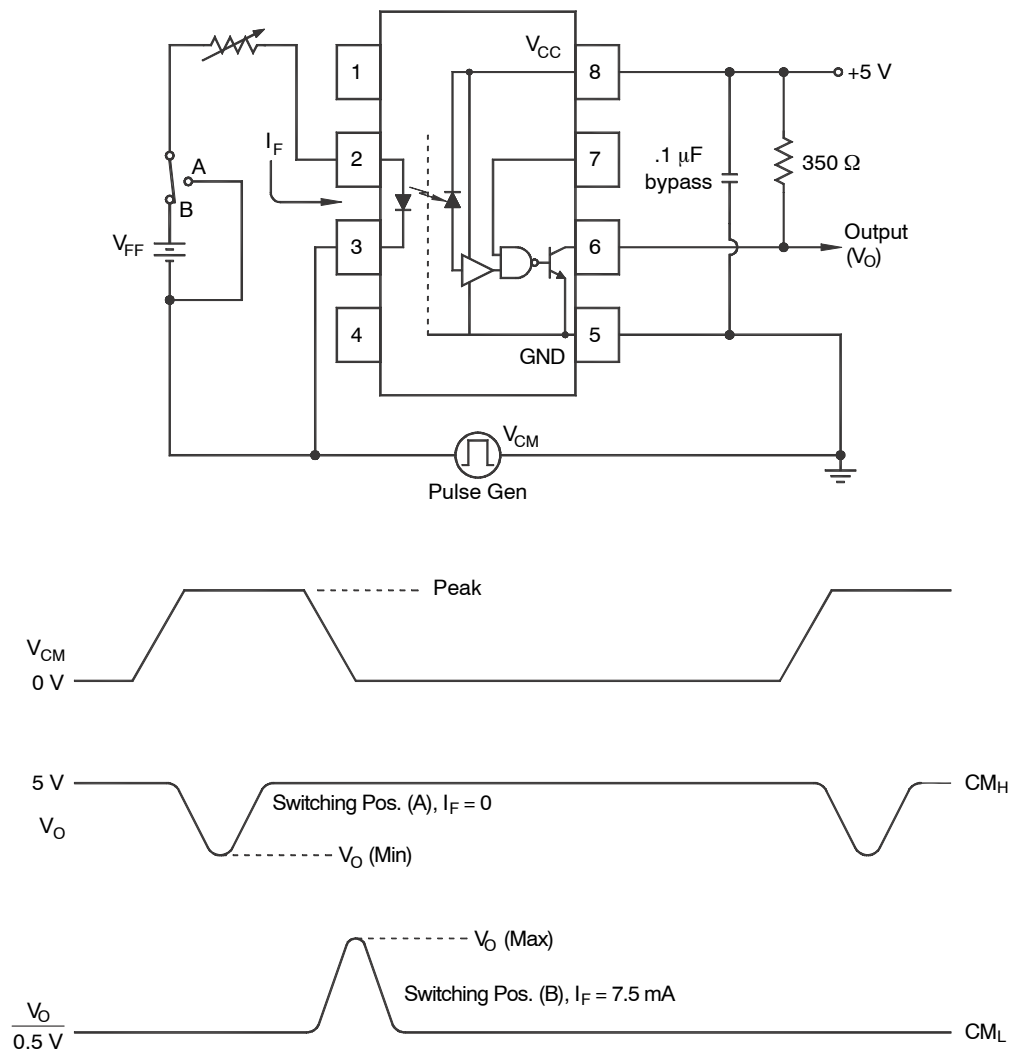 V_CC
1
8
+5 V
I_F
2
7
.1 μF
bypass
350 Ω
A
B
V_FF
3
6
Output
(V_O)
4
5
GND
V_CM
Pulse Gen
Peak
V_CM
0 V
5 V
Switching Pos. (A), I_F = 0
CM_H
V_O
V_O (Min)
V_O (Max)
Switching Pos. (B), I_F = 7.5 mA
V_O
0.5 V
CM_L